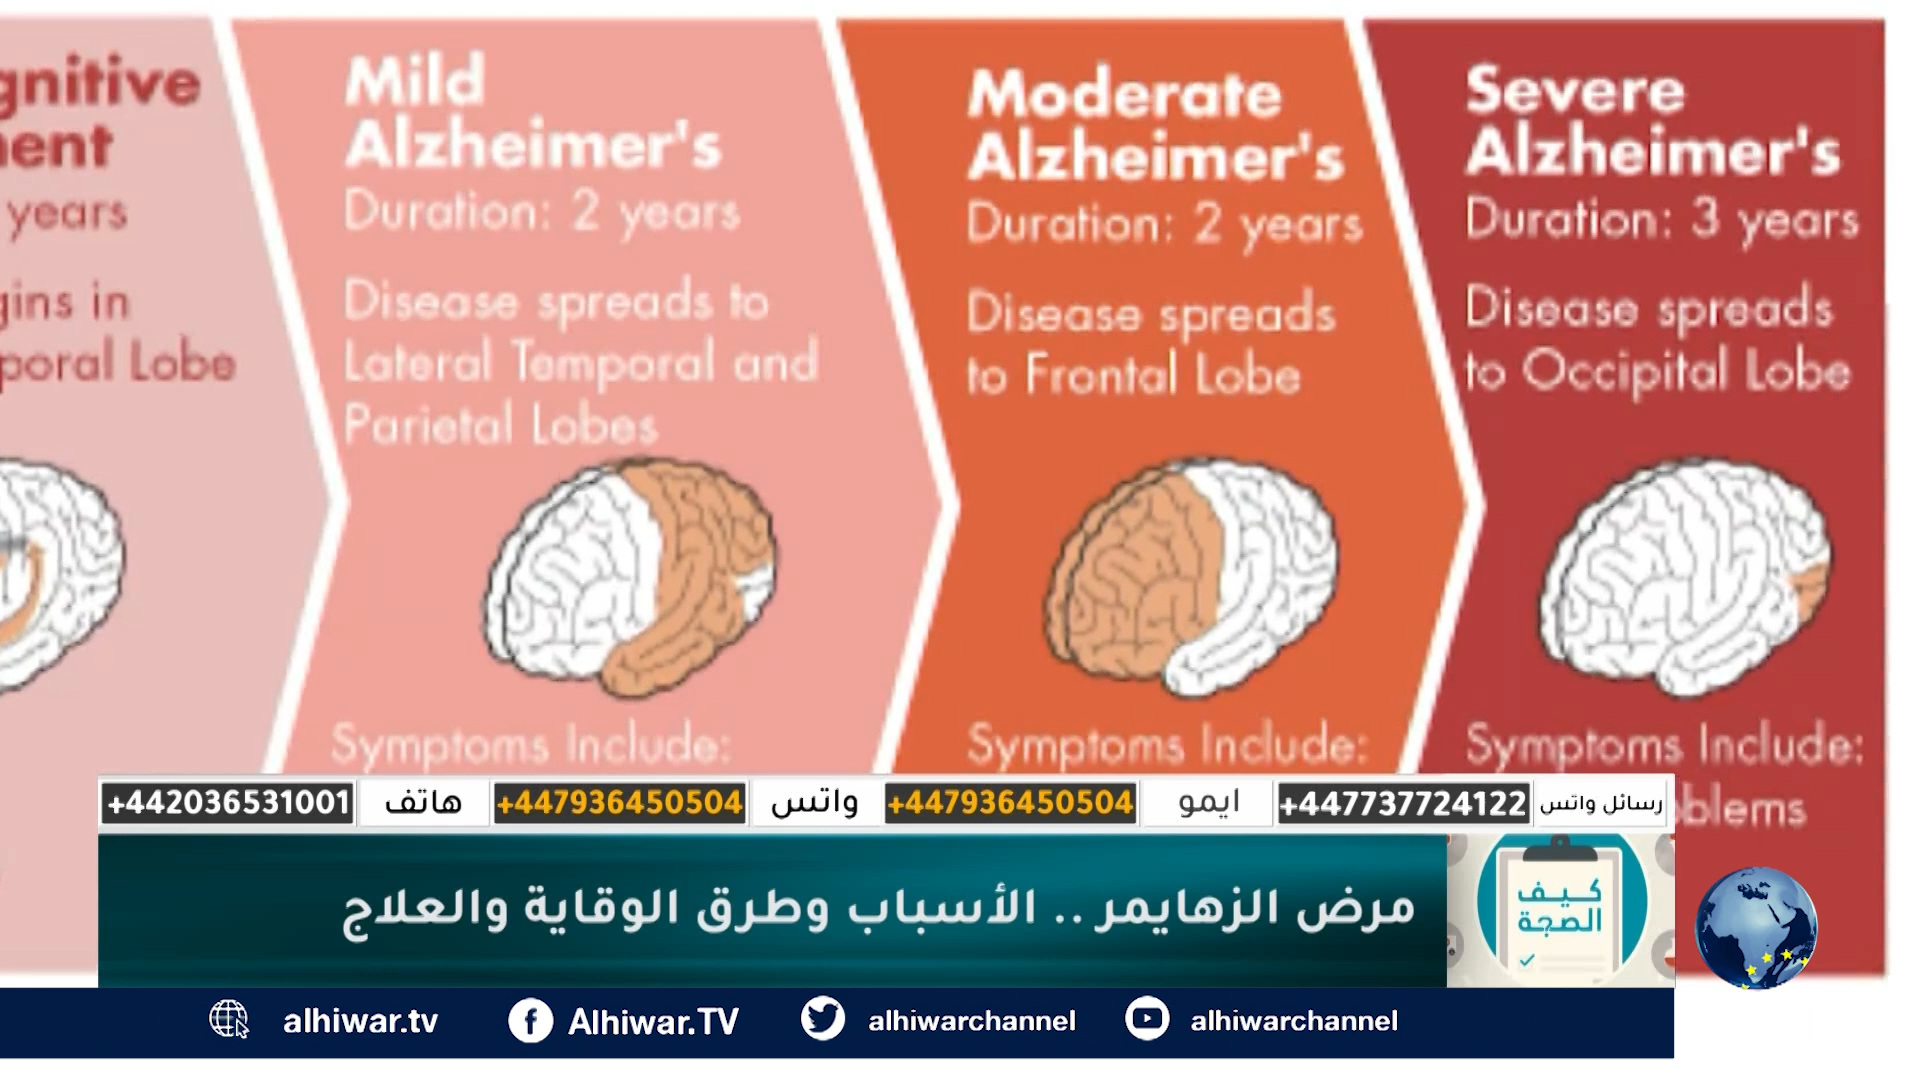 gnitive
ment
years
gins in
poral Lobe
Mild
Alzheimer's
Duration: 2 years
Disease spreads to
Lateral Temporal and
Parietal Lobes
Symptoms Include:
Moderate
Alzheimer's
Duration: 2 years
Disease spreads
to Frontal Lobe
Symptoms Include:
Severe
Alzheimer's
Duration: 3 years
Disease spreads
to Occipital Lobe
Symptoms Include:
blems
رسائل واتس +447737724122 ايمو +447936450504 واتس +447936450504 هاتف +442036531001
مرض الزهايمر .. الأسباب وطرق الوقاية والعلاج
كيف
الصحة؟
alhiwar.tv Alhiwar.TV alhiwarchannel alhiwarchannel